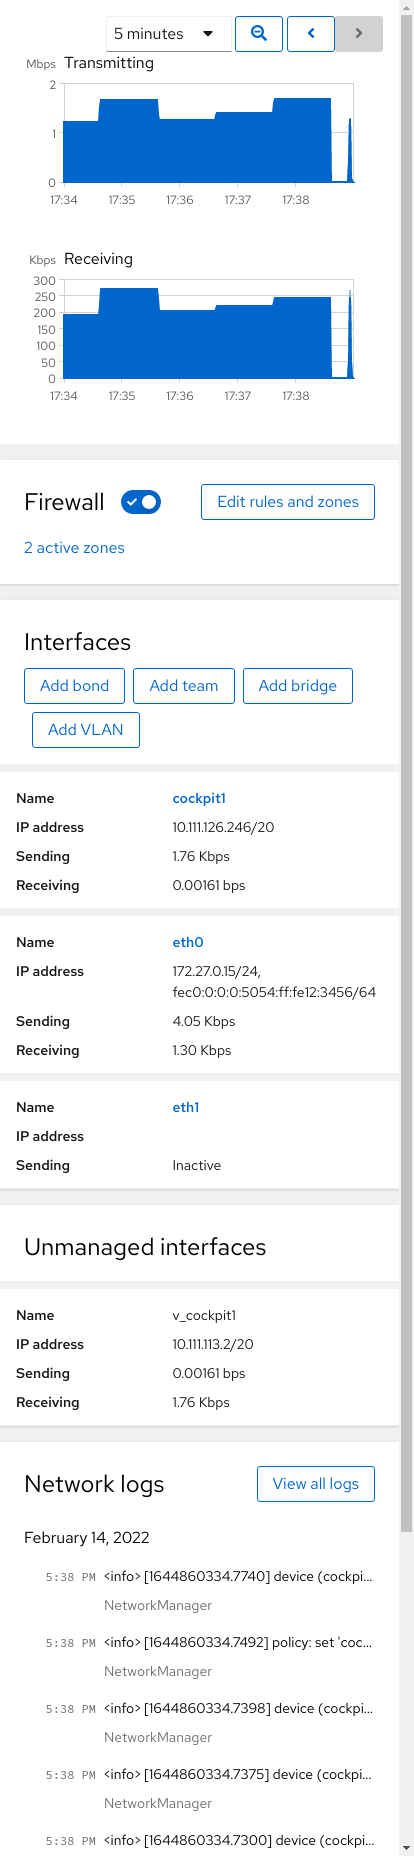 5 minutes
Mbps Transmitting
2
1
0
17:34 17:35 17:36 17:37 17:38
Kbps Receiving
300
250
200
150
100
50
0
17:34 17:35 17:36 17:37 17:38
Firewall Edit rules and zones
2 active zones
Interfaces
Add bond Add team Add bridge
Add VLAN
Name cockpit1
IP address 10.111.126.246/20
Sending 1.76 Kbps
Receiving 0.00161 bps
Name eth0
IP address 172.27.0.15/24,
fec0:0:0:0:5054:ff:fe12:3456/64
Sending 4.05 Kbps
Receiving 1.30 Kbps
Name eth1
IP address
Sending Inactive
Unmanaged interfaces
Name v_cockpit1
IP address 10.111.113.2/20
Sending 0.00161 bps
Receiving 1.76 Kbps
Network logs View all logs
February 14, 2022
5:38 PM <info> [1644860334.7740] device (cockpi...
NetworkManager
5:38 PM <info> [1644860334.7492] policy: set 'coc...
NetworkManager
5:38 PM <info> [1644860334.7398] device (cockpi...
NetworkManager
5:38 PM <info> [1644860334.7375] device (cockpi...
NetworkManager
5:38 PM <info> [1644860334.7300] device (cockpi...